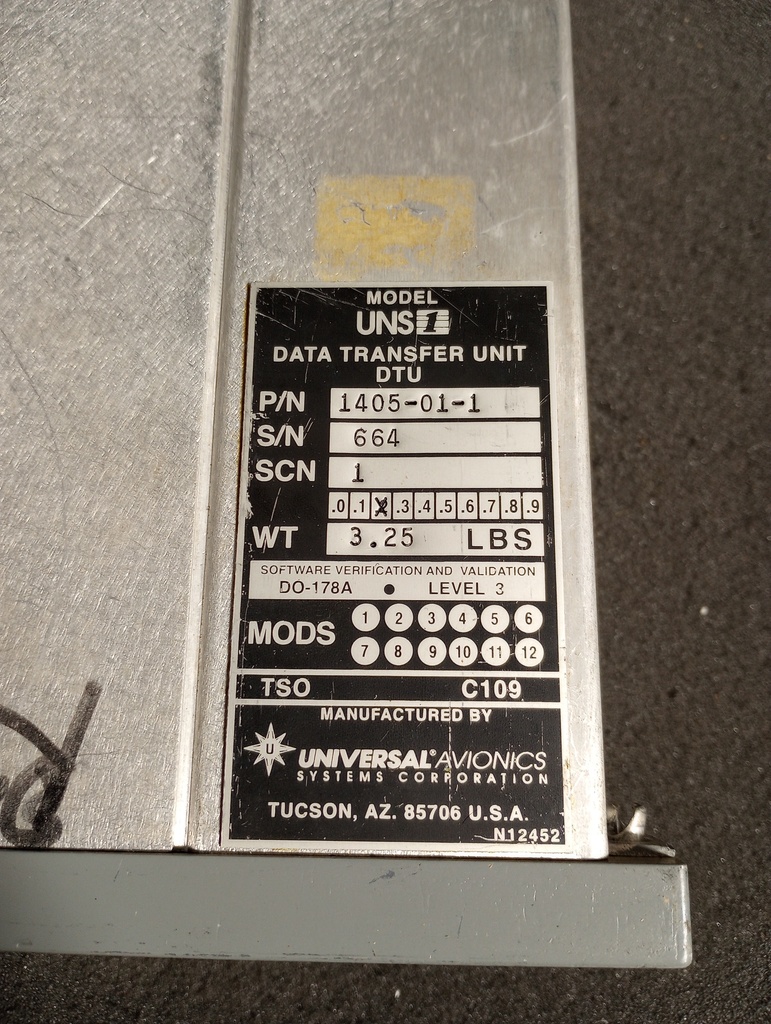 MODEL
UNS 1
DATA TRANSFER UNIT
DTU
P/N 1405-01-1
S/N 664
SCN 1
.0 .1 .2 .3 .4 .5 .6 .7 .8 .9
WT 3.25 LBS
SOFTWARE VERIFICATION AND VALIDATION
DO-178A ● LEVEL 3
MODS 1 2 3 4 5 6
7 8 9 10 11 12
TSO C109
MANUFACTURED BY
U UNIVERSAL® AVIONICS
SYSTEMS CORPORATION
TUCSON, AZ. 85706 U.S.A.
N12452